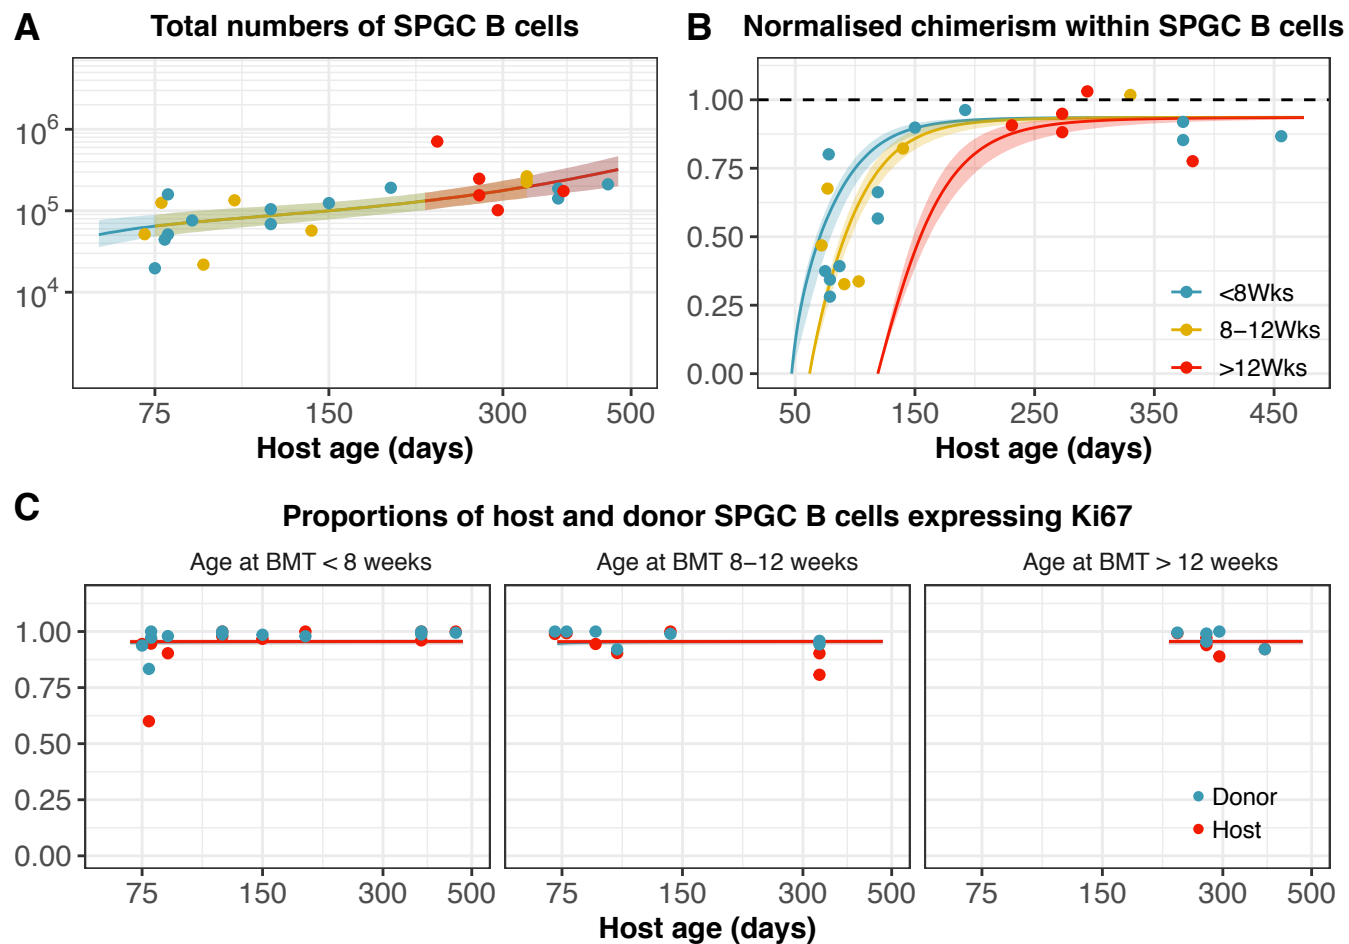 A Total numbers of SPGC B cells
10^6
10^5
10^4
75 150 300 500
Host age (days)
B Normalised chimerism within SPGC B cells
1.00
0.75
0.50
0.25
0.00
<8Wks
8−12Wks
>12Wks
50 150 250 350 450
Host age (days)
C
Proportions of host and donor SPGC B cells expressing Ki67
Age at BMT < 8 weeks Age at BMT 8−12 weeks Age at BMT > 12 weeks
1.00
0.75
0.50
0.25
0.00
Donor
Host
75 150 300 500 75 150 300 500 75 150 300 500
Host age (days)